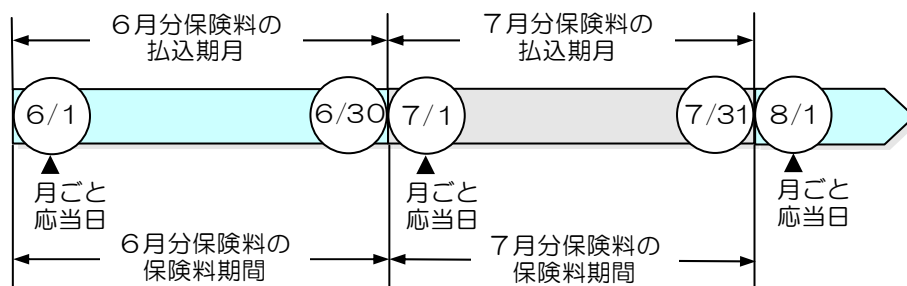 6月分保険料の
払込期月
7月分保険料の
払込期月
6/1
6/30
7/1
7/31
8/1
▲
月ごと
応当日
▲
月ごと
応当日
▲
月ごと
応当日
6月分保険料の
保険料期間
7月分保険料の
保険料期間